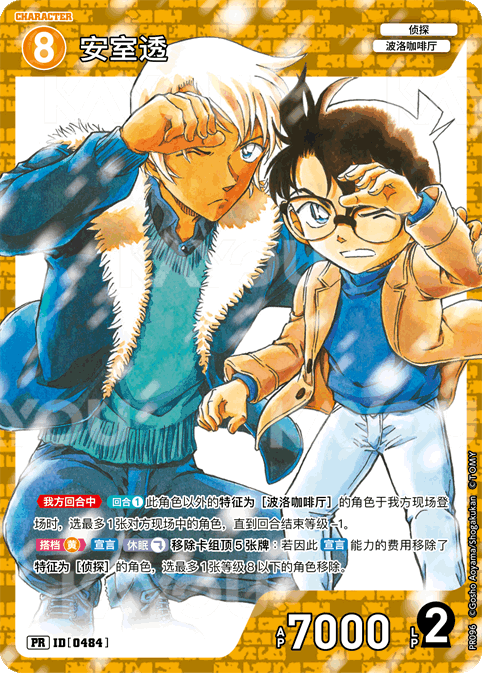 CHARACTER
8 安室透
侦探
波洛咖啡厅
我方回合中 回合1 此角色以外的特征为［波洛咖啡厅］的角色于我方现场登
场时，选最多1张对方现场中的角色，直到回合结束等级-1。
搭档 黄 宣言 休眠 移除卡组顶5张牌：若因此 宣言 能力的费用移除了
特征为［侦探］的角色，选最多1张等级8以下的角色移除。
AP 7000 LP 2
PR ID[0484]
PR096 ©Gosho Aoyama/Shogakukan ©TOMY